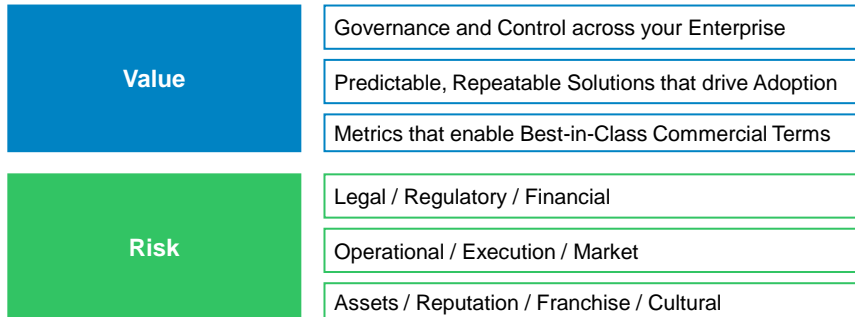 Value
Governance and Control across your Enterprise
Predictable, Repeatable Solutions that drive Adoption
Metrics that enable Best-in-Class Commercial Terms
Risk
Legal / Regulatory / Financial
Operational / Execution / Market
Assets / Reputation / Franchise / Cultural